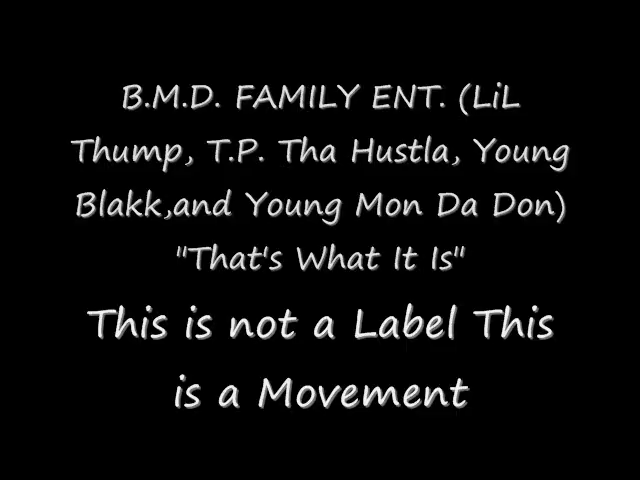 B.M.D. FAMILY ENT. (LiL
Thump, T.P. Tha Hustla, Young
Blakk,and Young Mon Da Don)
"That's What It Is"
This is not a Label This
is a Movement